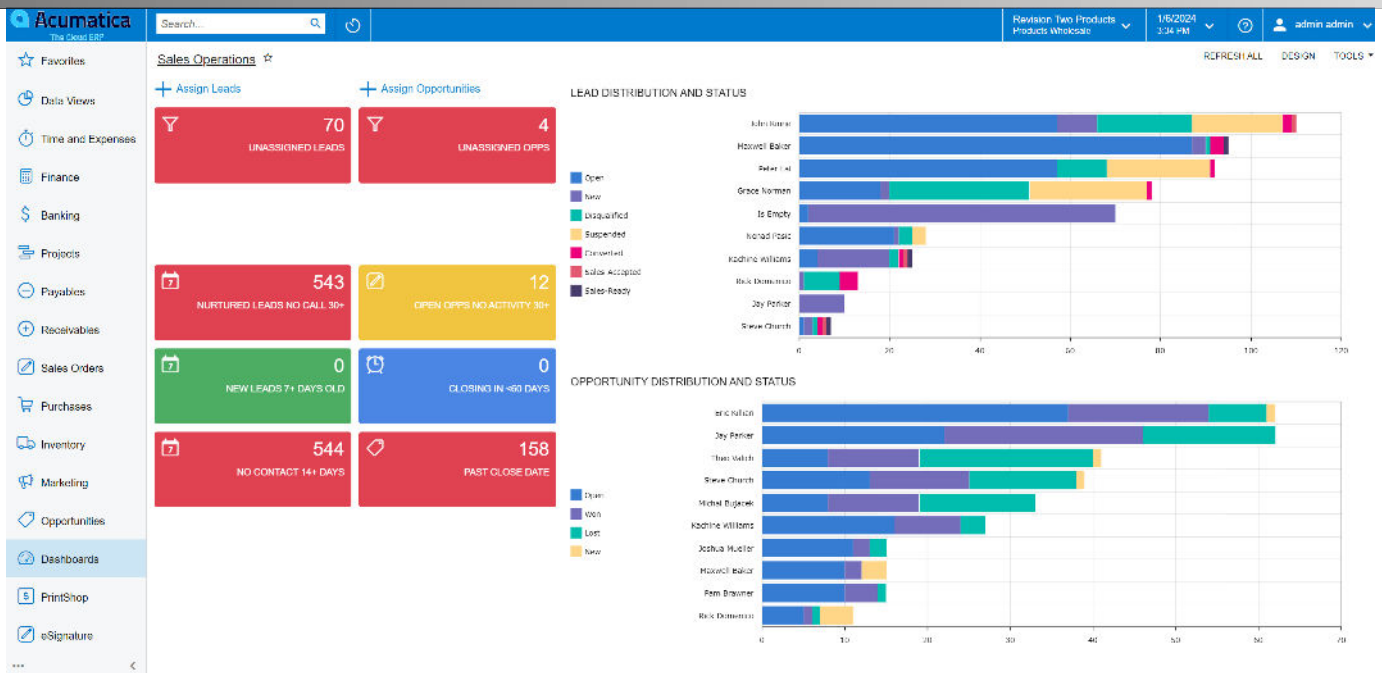 Acumatica
The Cloud ERP
Search...
Revision Two Products
Products Wholesale
1/6/2024
3:34 PM
admin admin
Favorites
Data Views
Time and Expenses
Finance
Banking
Projects
Payables
Receivables
Sales Orders
Purchases
Inventory
Marketing
Opportunities
Dashboards
PrintShop
eSignature
Sales Operations
REFRESH ALL DESIGN TOOLS
Assign Leads
Assign Opportunities
70
UNASSIGNED LEADS
4
UNASSIGNED OPPS
7
543
NURTURED LEADS NO CALL 30+
12
OPEN OPPS NO ACTIVITY 30+
7
0
NEW LEADS 7+ DAYS OLD
0
CLOSING IN <60 DAYS
7
544
NO CONTACT 14+ DAYS
158
PAST CLOSE DATE
LEAD DISTRIBUTION AND STATUS
Open
New
Disqualified
Suspended
Converted
Sales Accepted
Sales-Ready
Maxwell Baker
Peter Lai
Grace Norman
Is Empty
Nenad Pasic
Kachine Williams
Rick Domenico
Jay Parker
Steve Church
0 20 40 60 80 100 120
OPPORTUNITY DISTRIBUTION AND STATUS
Open
Won
Lost
New
Eric Killian
Jay Parker
Steve Church
Michal Bujacek
Kachine Williams
Joshua Mueller
Maxwell Baker
Pam Brawner
Rick Domenico
0 10 20 30 40 50 60 70